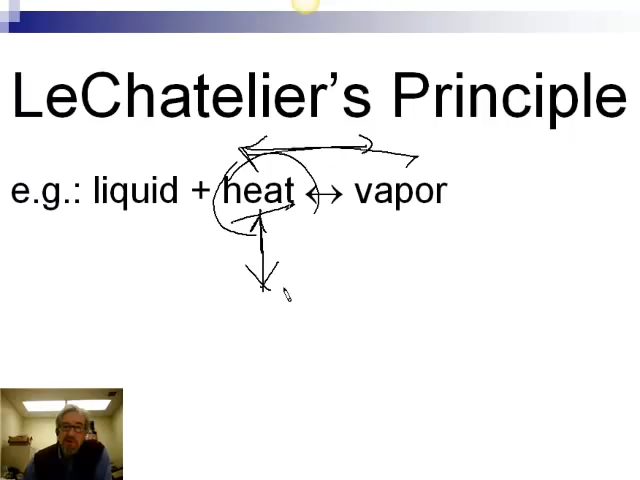 LeChatelier’s Principle
e.g.: liquid + heat ↔ vapor